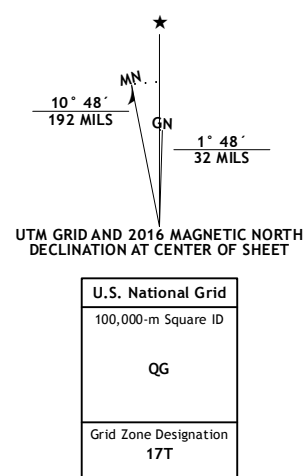 ★
MN
10° 48´
192 MILS
GN
1° 48´
32 MILS
UTM GRID AND 2016 MAGNETIC NORTH
DECLINATION AT CENTER OF SHEET
U.S. National Grid
100,000-m Square ID
QG
Grid Zone Designation
17T